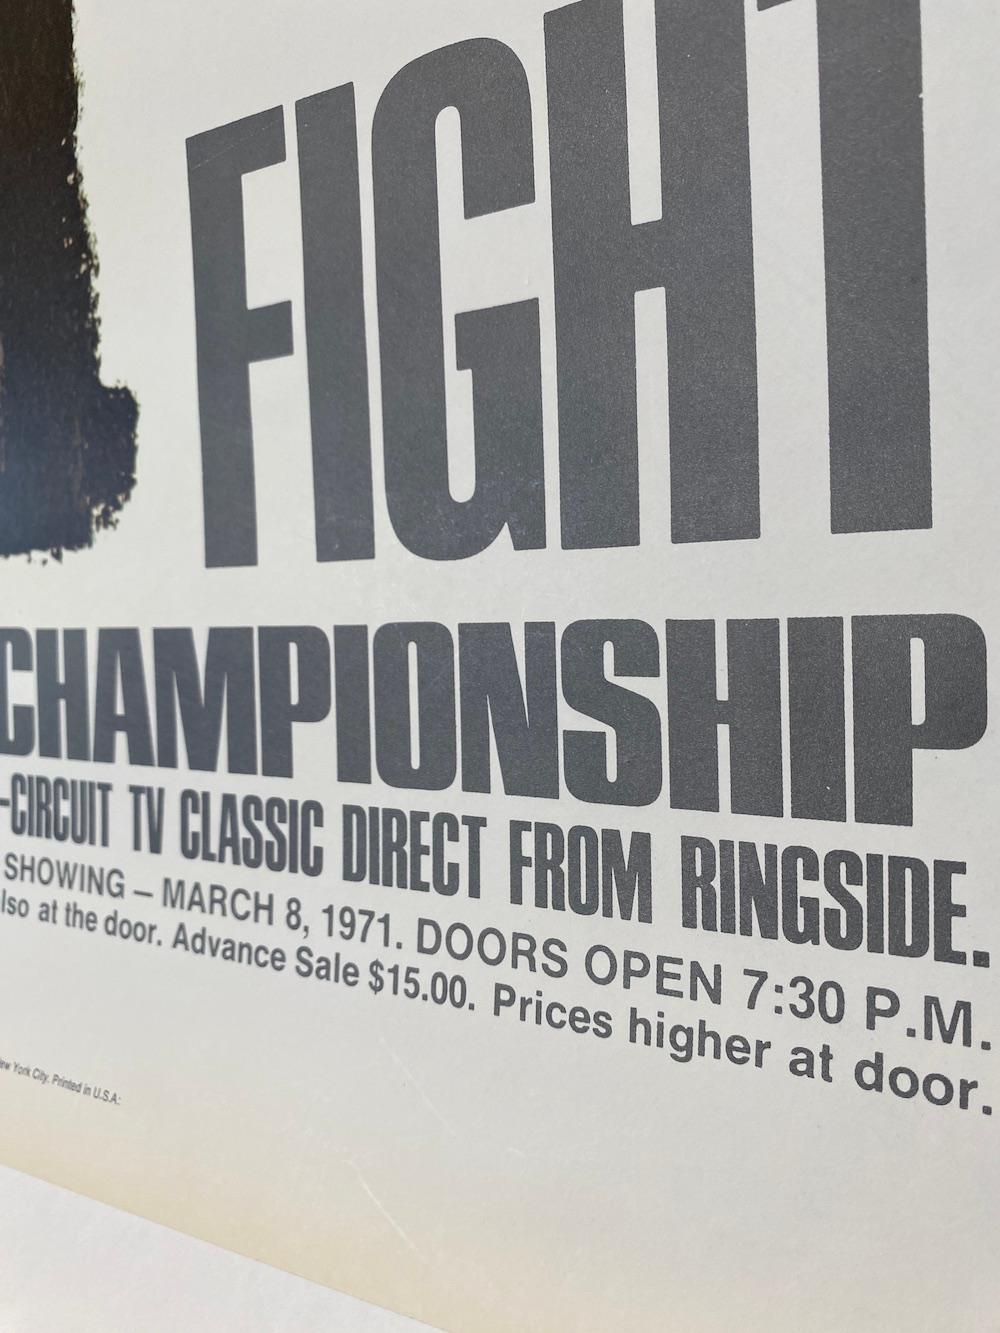 FIGHT
CHAMPIONSHIP
-CIRCUIT TV CLASSIC DIRECT FROM RINGSIDE.
SHOWING – MARCH 8, 1971. DOORS OPEN 7:30 P.M.
lso at the door. Advance Sale $15.00. Prices higher at door.
ew York City. Printed in U.S.A: